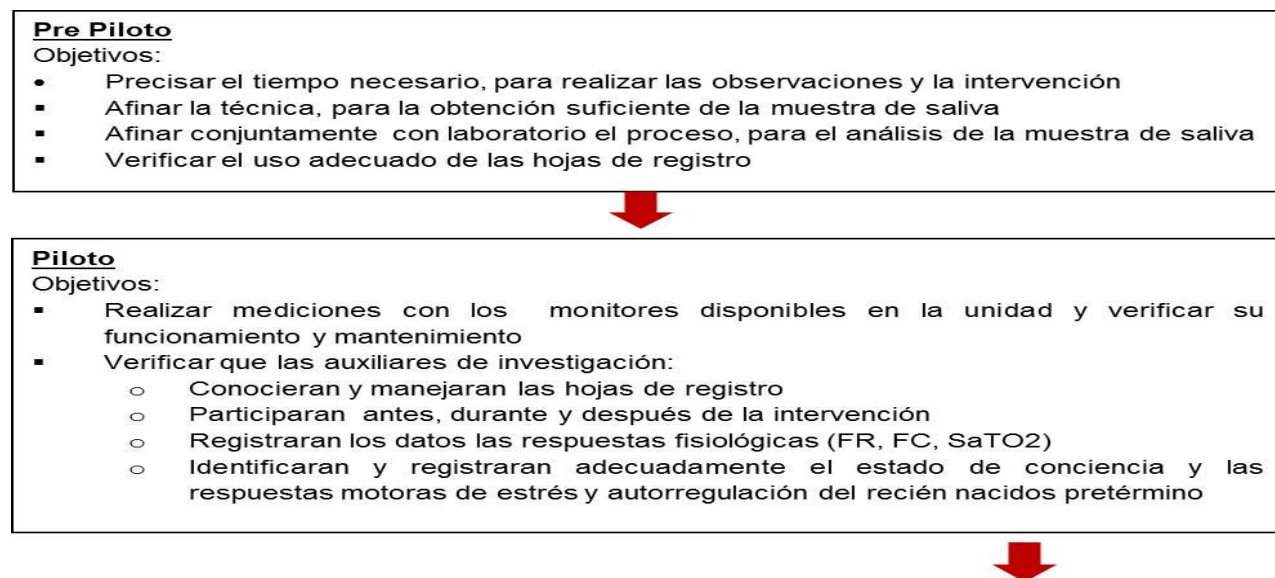 Pre Piloto
Objetivos:
• Precisar el tiempo necesario, para realizar las observaciones y la intervención
▪ Afinar la técnica, para la obtención suficiente de la muestra de saliva
▪ Afinar conjuntamente con laboratorio el proceso, para el análisis de la muestra de saliva
▪ Verificar el uso adecuado de las hojas de registro
Piloto
Objetivos:
▪ Realizar mediciones con los monitores disponibles en la unidad y verificar su
funcionamiento y mantenimiento
▪ Verificar que las auxiliares de investigación:
o Conocieran y manejaran las hojas de registro
o Participaran antes, durante y después de la intervención
o Registraran los datos las respuestas fisiológicas (FR, FC, SaTO2)
o Identificaran y registraran adecuadamente el estado de conciencia y las
respuestas motoras de estrés y autorregulación del recién nacidos pretérmino